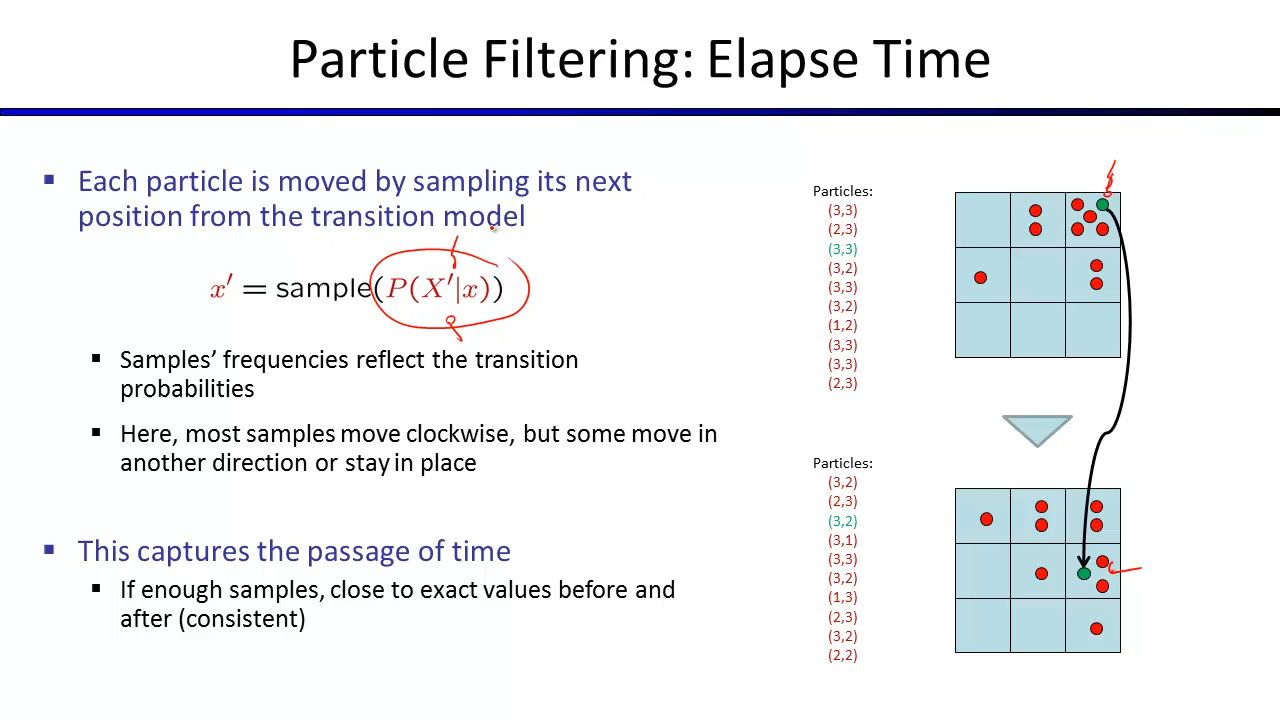 Particle Filtering: Elapse Time
▪ Each particle is moved by sampling its next
position from the transition model
x′ = sample(P(X′|x))
▪ Samples’ frequencies reflect the transition
probabilities
▪ Here, most samples move clockwise, but some move in
another direction or stay in place
▪ This captures the passage of time
▪ If enough samples, close to exact values before and
after (consistent)
Particles:
(3,3)
(2,3)
(3,3)
(3,2)
(3,3)
(3,2)
(1,2)
(3,3)
(3,3)
(2,3)
Particles:
(3,2)
(2,3)
(3,2)
(3,1)
(3,3)
(3,2)
(1,3)
(2,3)
(3,2)
(2,2)